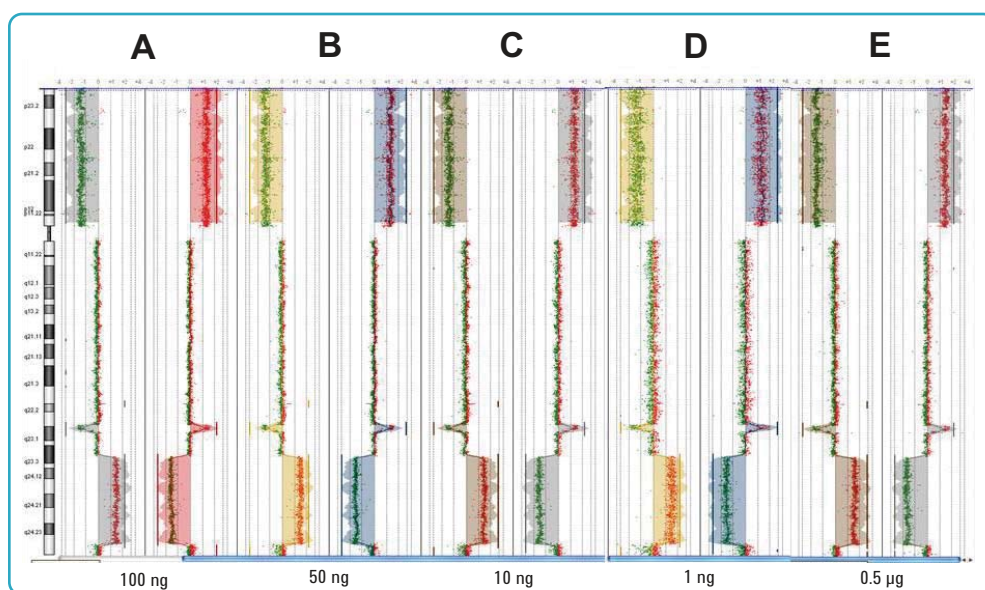 A B C D E
p23.2
p22
p21.2
q11.22
q12.1
q12.3
q13.2
q21.11
q21.13
q21.3
q22.2
q23.1
q23.3
q24.12
q24.21
q24.23
100 ng 50 ng 10 ng 1 ng 0.5 µg